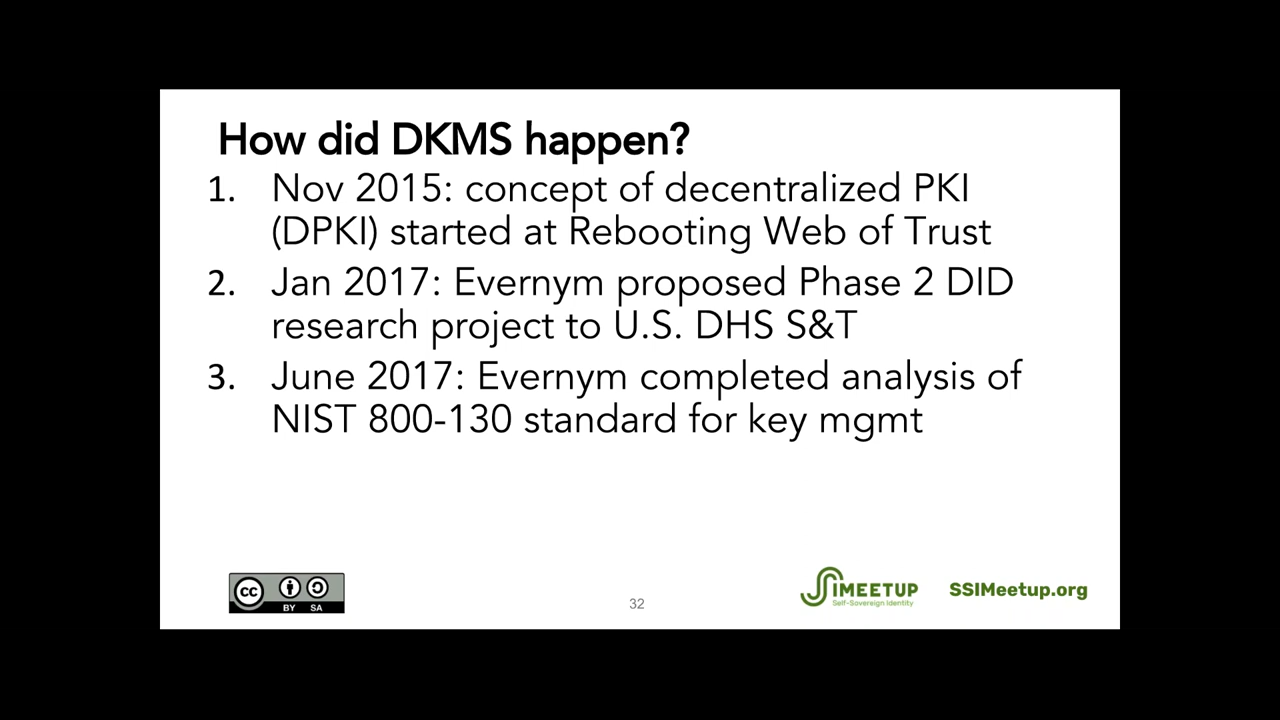 How did DKMS happen?
1. Nov 2015: concept of decentralized PKI
(DPKI) started at Rebooting Web of Trust
2. Jan 2017: Evernym proposed Phase 2 DID
research project to U.S. DHS S&T
3. June 2017: Evernym completed analysis of
NIST 800-130 standard for key mgmt
cc
BY SA
32
SSIMEETUP
Self-Sovereign Identity
SSIMeetup.org